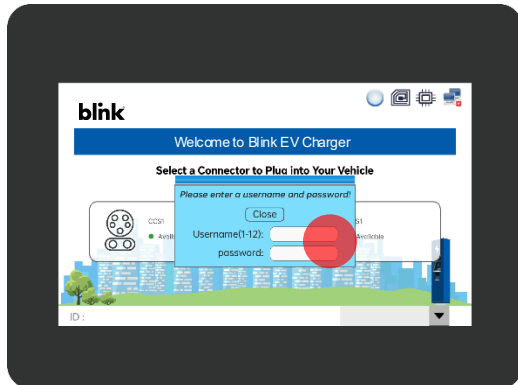 blink
Welcome to Blink EV Charger
Select a Connector to Plug into Your Vehicle
Please enter a username and password!
Close
CCS1
Username(1-12):
S1
Available
password:
ID :